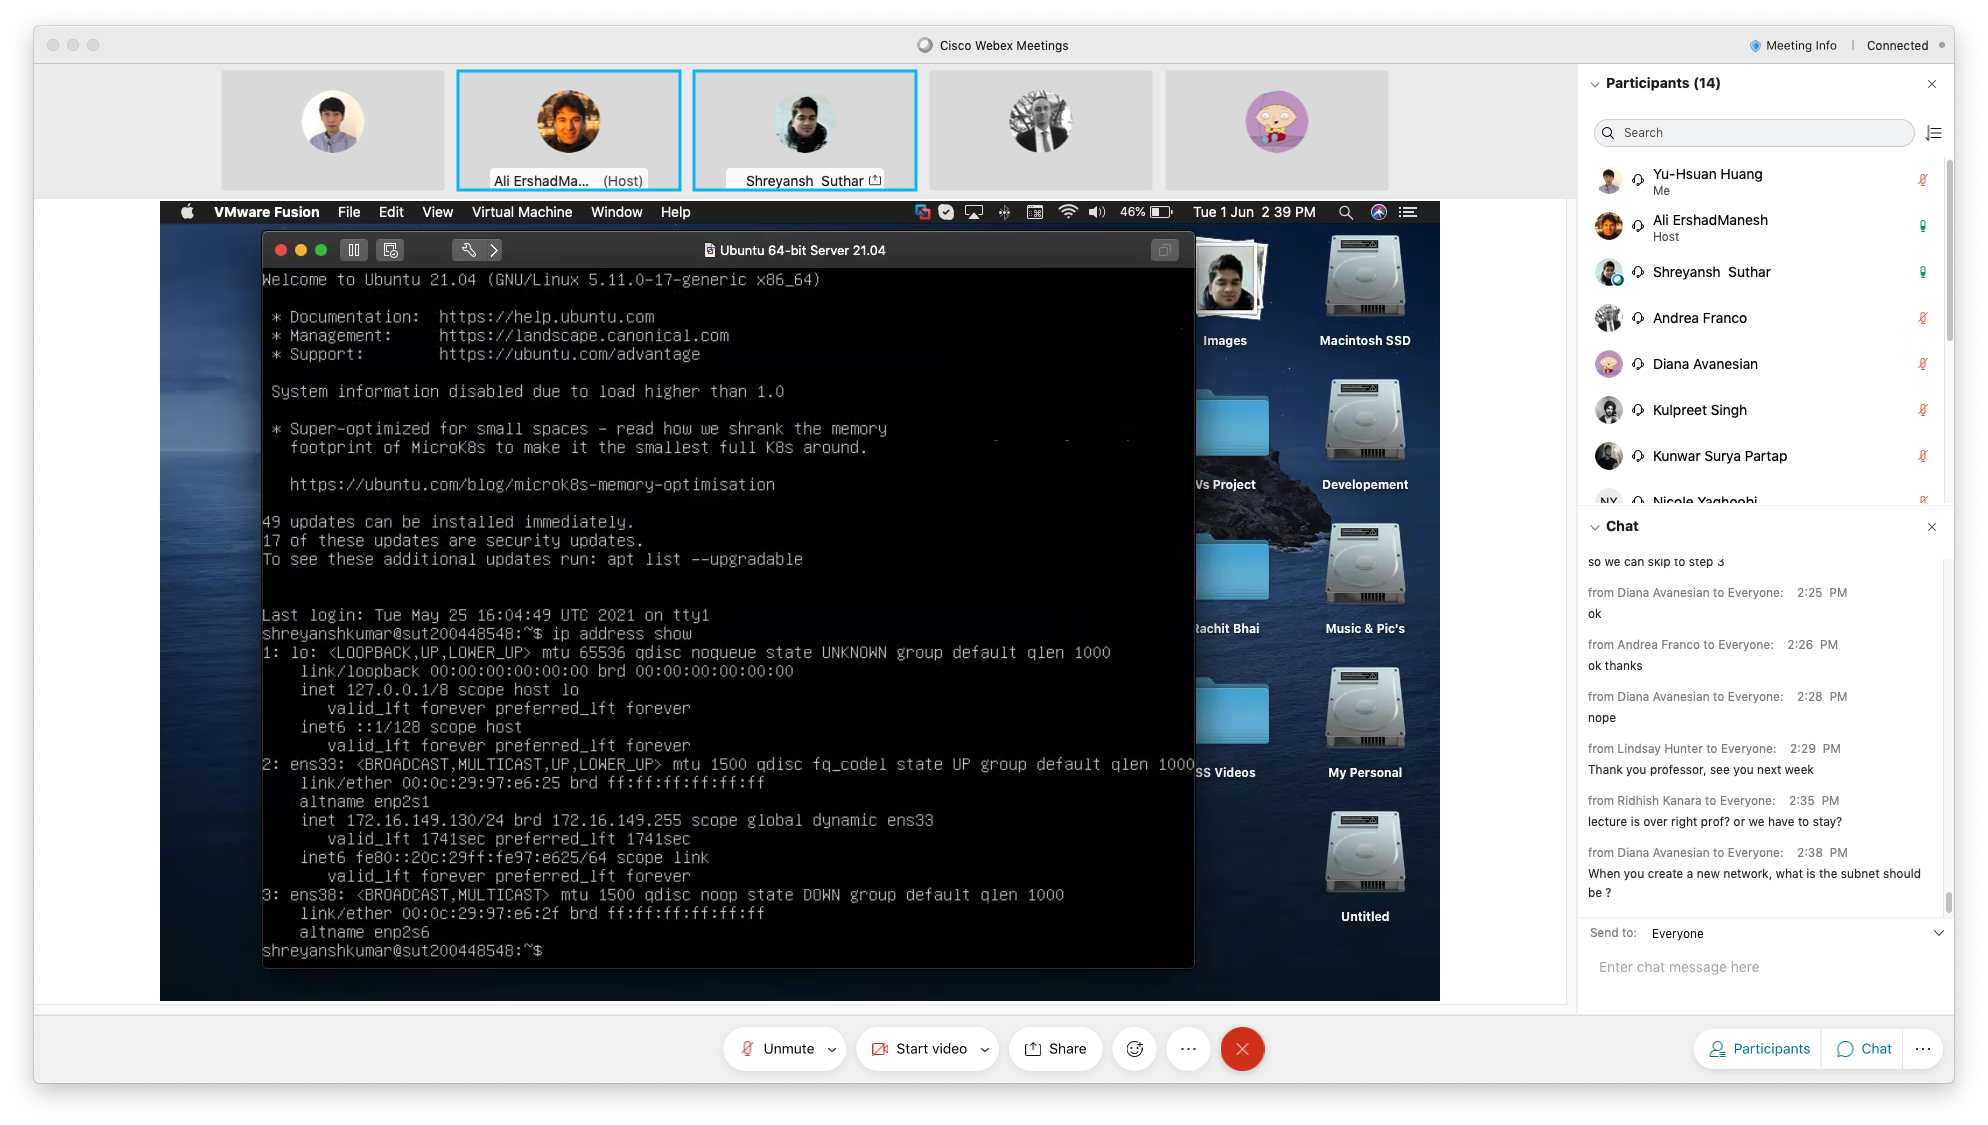 Cisco Webex Meetings
Meeting Info
Connected
Ali ErshadMa... (Host)
Shreyansh Suthar
VMware Fusion File Edit View Virtual Machine Window Help
46% Tue 1 Jun 2 39 PM
Ubuntu 64-bit Server 21.04
Welcome to Ubuntu 21.04 (GNU/Linux 5.11.0-17-generic x86_64)
* Documentation: https://help.ubuntu.com
* Management: https://landscape.canonical.com
* Support: https://ubuntu.com/advantage
System information disabled due to load higher than 1.0
* Super-optimized for small spaces - read how we shrank the memory
footprint of MicroK8s to make it the smallest full K8s around.
https://ubuntu.com/blog/microk8s-memory-optimisation
49 updates can be installed immediately.
17 of these updates are security updates.
To see these additional updates run: apt list --upgradable
Last login: Tue May 25 16:04:49 UTC 2021 on tty1
shreyanshkumar@sut200448548:~$ ip address show
1: lo: <LOOPBACK,UP,LOWER_UP> mtu 65536 qdisc noqueue state UNKNOWN group default qlen 1000
link/loopback 00:00:00:00:00:00 brd 00:00:00:00:00:00
inet 127.0.0.1/8 scope host lo
valid_lft forever preferred_lft forever
inet6 ::1/128 scope host
valid_lft forever preferred_lft forever
2: ens33: <BROADCAST,MULTICAST,UP,LOWER_UP> mtu 1500 qdisc fq_codel state UP group default qlen 1000
link/ether 00:0c:29:97:e6:25 brd ff:ff:ff:ff:ff:ff
altname enp2s1
inet 172.16.149.130/24 brd 172.16.149.255 scope global dynamic ens33
valid_lft 1741sec preferred_lft 1741sec
inet6 fe80::20c:29ff:fe97:e625/64 scope link
valid_lft forever preferred_lft forever
3: ens38: <BROADCAST,MULTICAST> mtu 1500 qdisc noop state DOWN group default qlen 1000
link/ether 00:0c:29:97:e6:2f brd ff:ff:ff:ff:ff:ff
altname enp2s6
shreyanshkumar@sut200448548:~$
Images
Macintosh SSD
Vs Project
Developement
Rachit Bhai
Music & Pic's
SS Videos
My Personal
Untitled
Participants (14)
Search
Yu-Hsuan Huang
Me
Ali ErshadManesh
Host
Shreyansh Suthar
Andrea Franco
Diana Avanesian
Kulpreet Singh
Kunwar Surya Partap
NY Nicole Yaghoobi
Chat
so we can skip to step 3
from Diana Avanesian to Everyone: 2:25 PM
ok
from Andrea Franco to Everyone: 2:26 PM
ok thanks
from Diana Avanesian to Everyone: 2:28 PM
nope
from Lindsay Hunter to Everyone: 2:29 PM
Thank you professor, see you next week
from Ridhish Kanara to Everyone: 2:35 PM
lecture is over right prof? or we have to stay?
from Diana Avanesian to Everyone: 2:38 PM
When you create a new network, what is the subnet should
be ?
Send to: Everyone
Enter chat message here
Unmute
Start video
Share
Participants
Chat